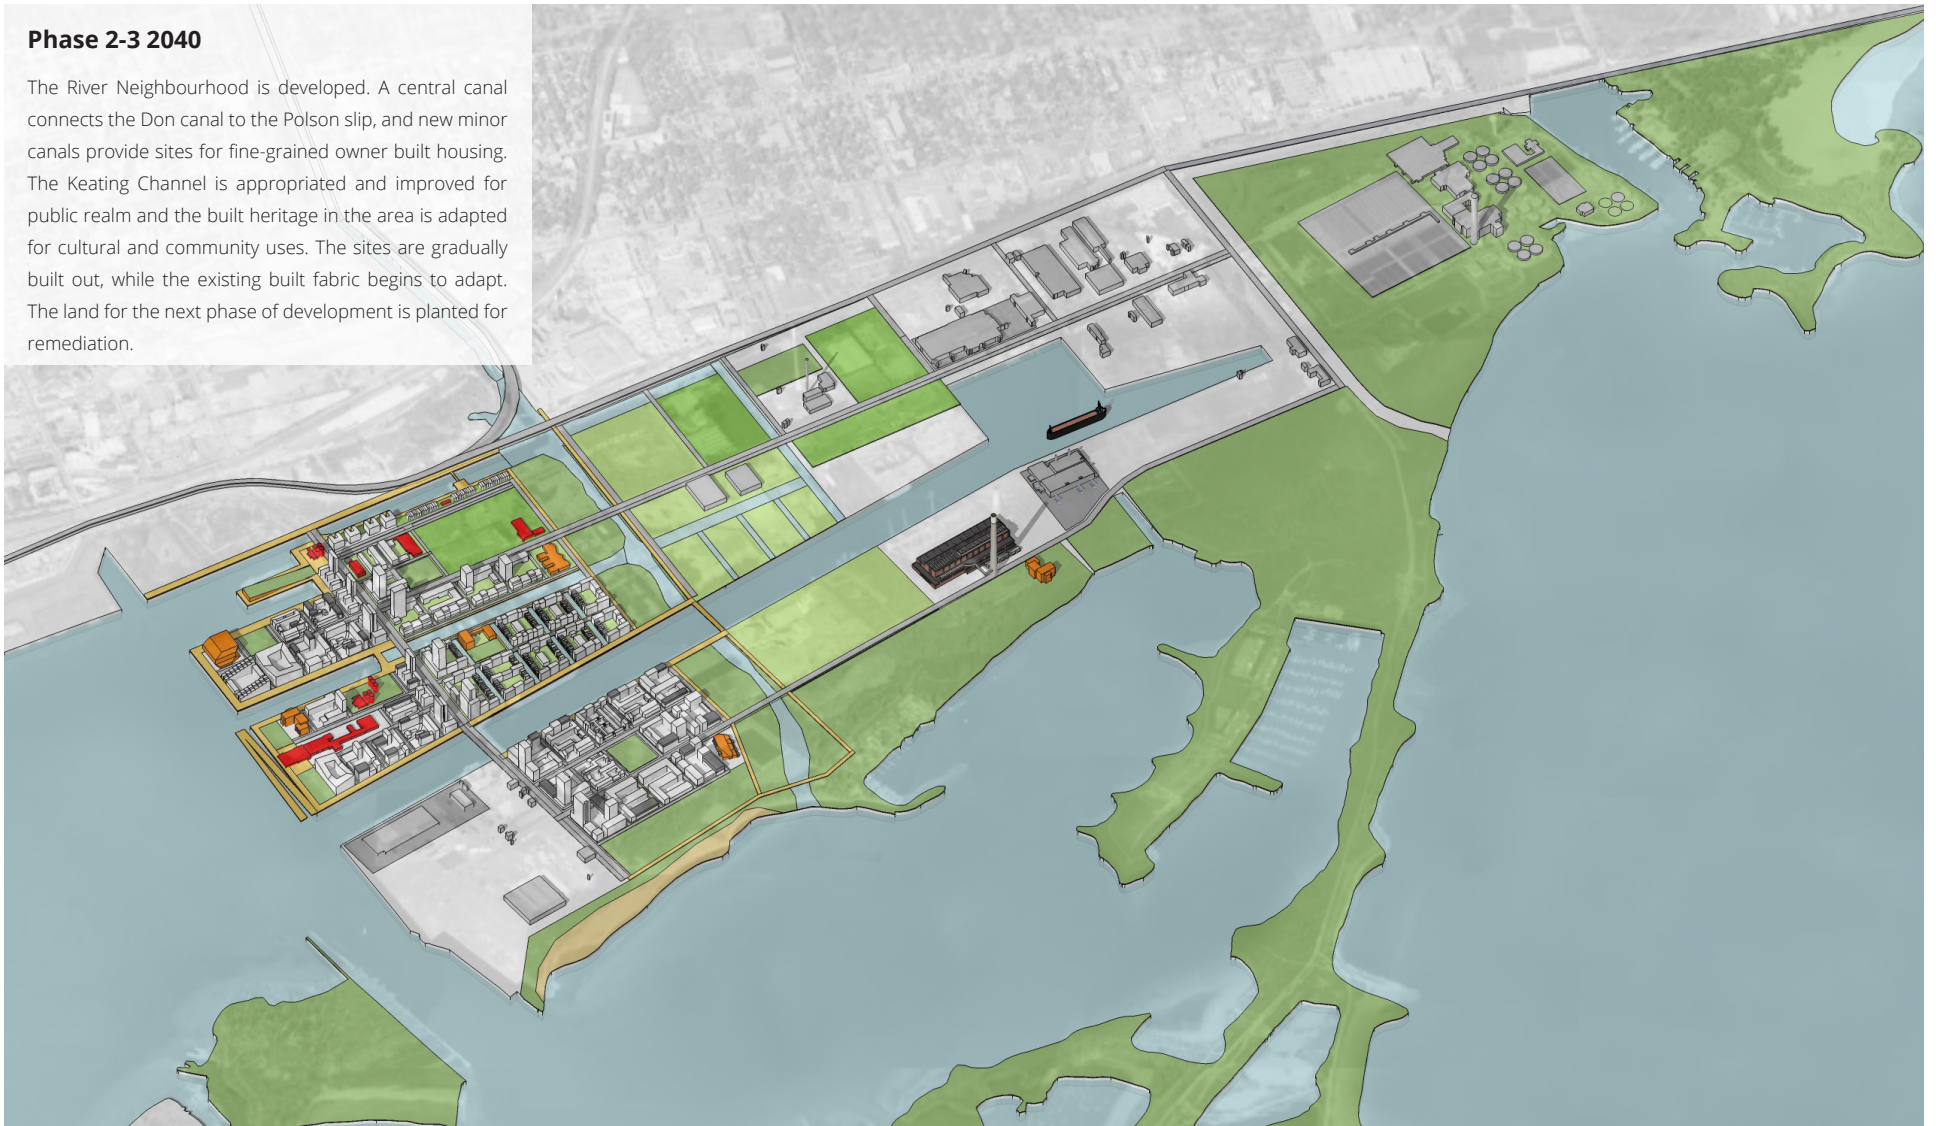 Phase 2-3 2040
The River Neighbourhood is developed. A central canal
connects the Don canal to the Polson slip, and new minor
canals provide sites for fine-grained owner built housing.
The Keating Channel is appropriated and improved for
public realm and the built heritage in the area is adapted
for cultural and community uses. The sites are gradually
built out, while the existing built fabric begins to adapt.
The land for the next phase of development is planted for
remediation.